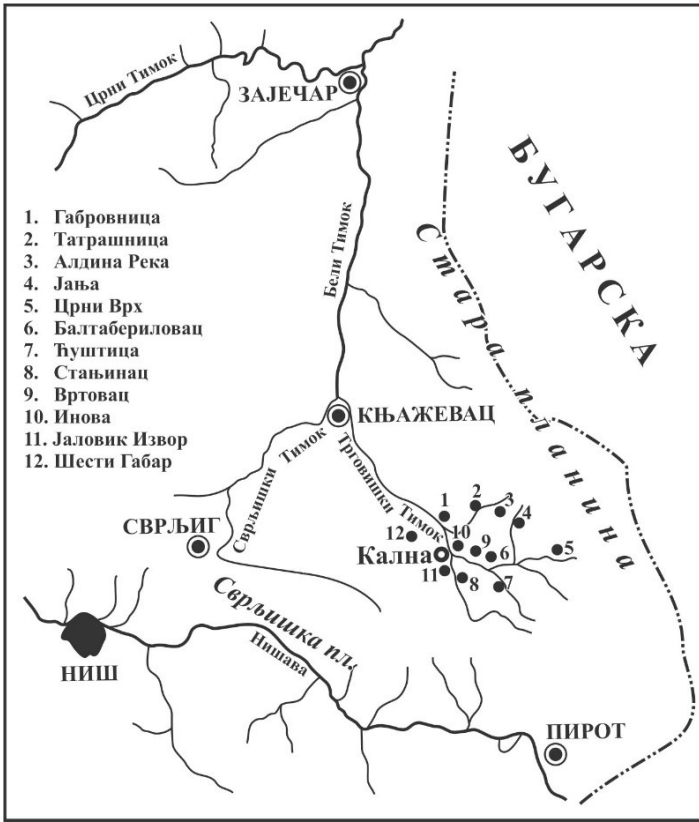 Црни Тимок
ЗАЈЕЧАР
БУГАРСКА
1. Габровница
2. Татрашница
3. Алдина Река
4. Јања
5. Црни Врх
6. Балтабериловац
7. Ћуштица
8. Стањинац
9. Вртовац
10. Инова
11. Јаловик Извор
12. Шести Габар
Бели Тимок
Стара планина
КЊАЖЕВАЦ
Сврљишки Тимок
Трговишки Тимок
СВРЉИГ
1
2
3
4
12
10
9
6
5
Кална
11
8
7
Сврљишка пл.
Нишава
НИШ
ПИРОТ